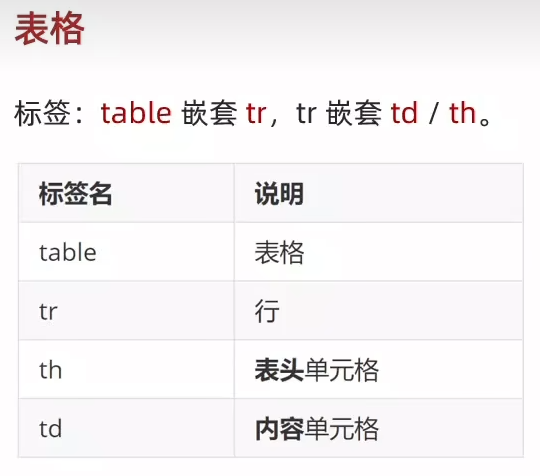 表格
标签：table 嵌套 tr，tr 嵌套 td / th。
标签名 说明
table 表格
tr 行
th 表头单元格
td 内容单元格